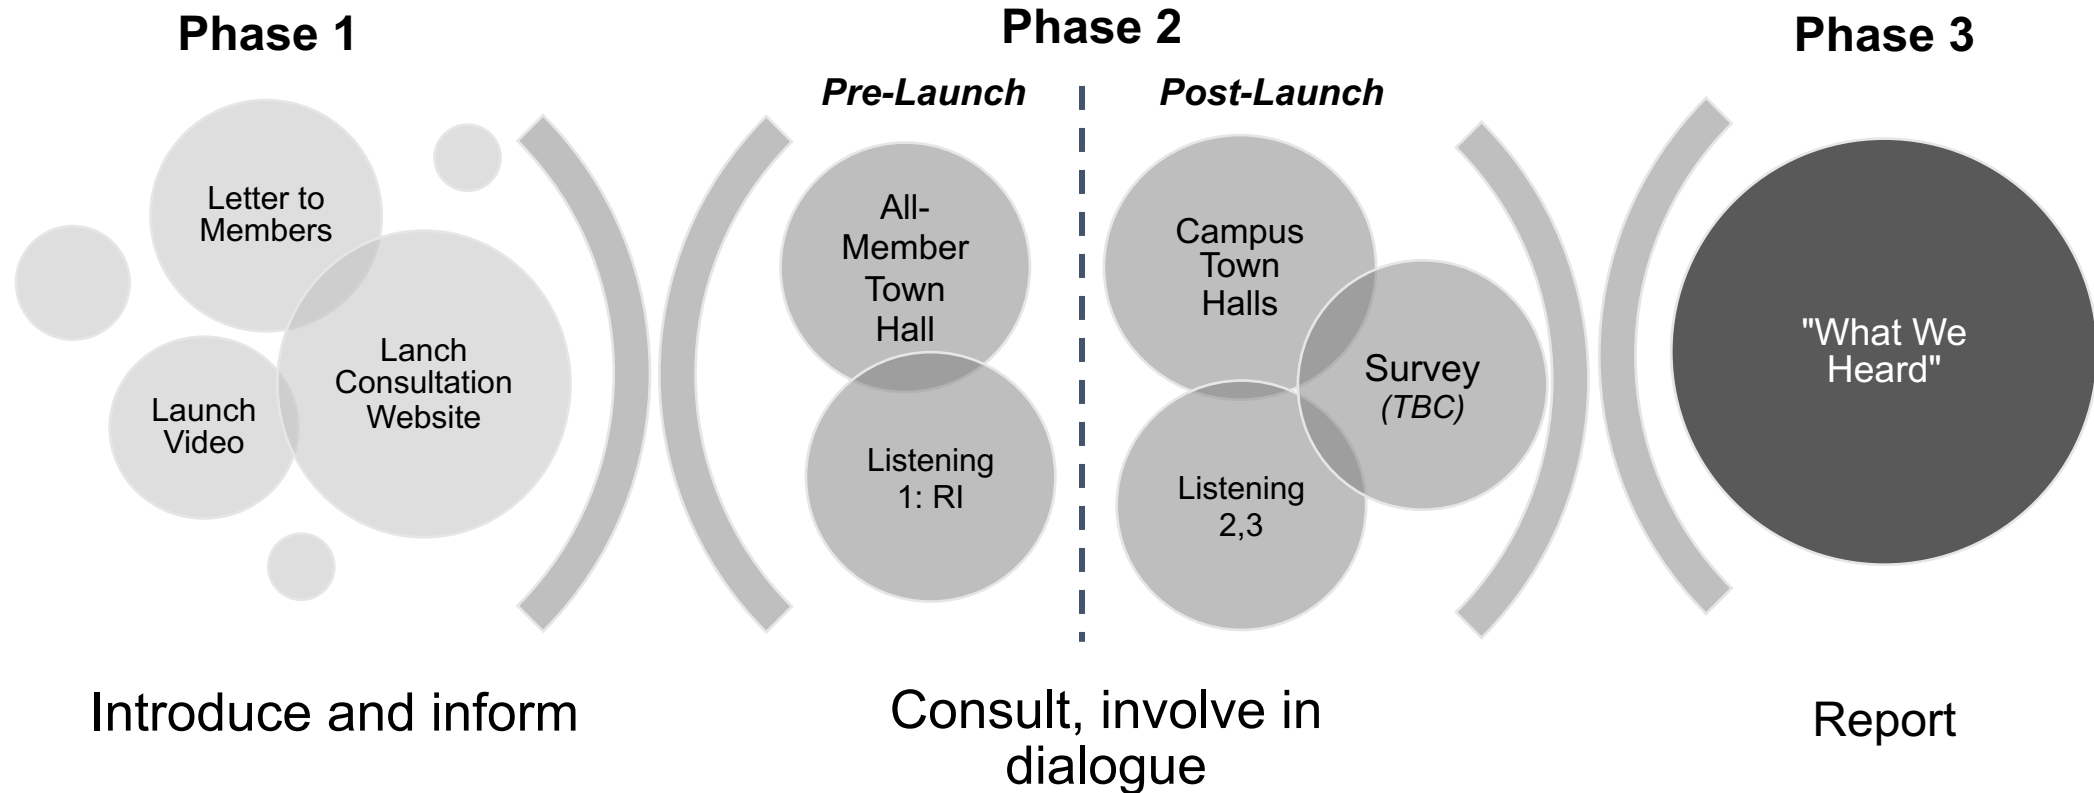 Phase 1
Letter to
Members
Lanch
Consultation
Website
Launch
Video
Introduce and inform
Phase 2
Pre-Launch
All-
Member
Town
Hall
Listening
1: RI
Post-Launch
Campus
Town
Halls
Survey
(TBC)
Listening
2,3
Consult, involve in
dialogue
Phase 3
"What We
Heard"
Report